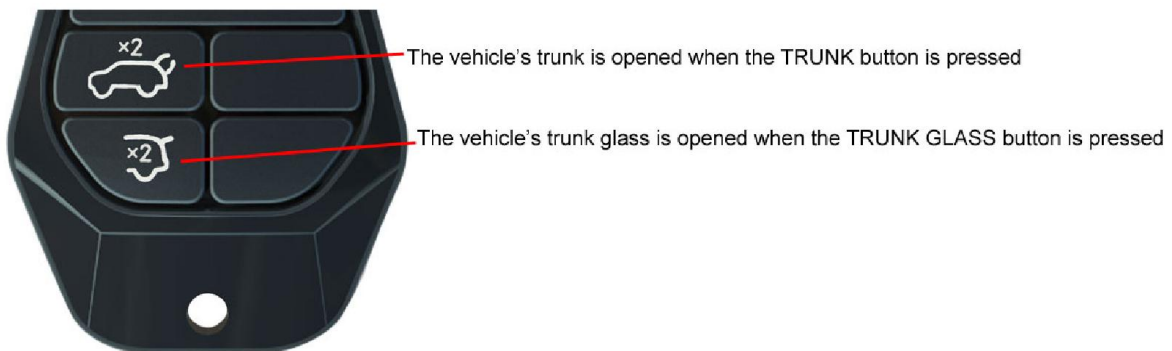 ×2
The vehicle's trunk is opened when the TRUNK button is pressed
×2
The vehicle's trunk glass is opened when the TRUNK GLASS button is pressed